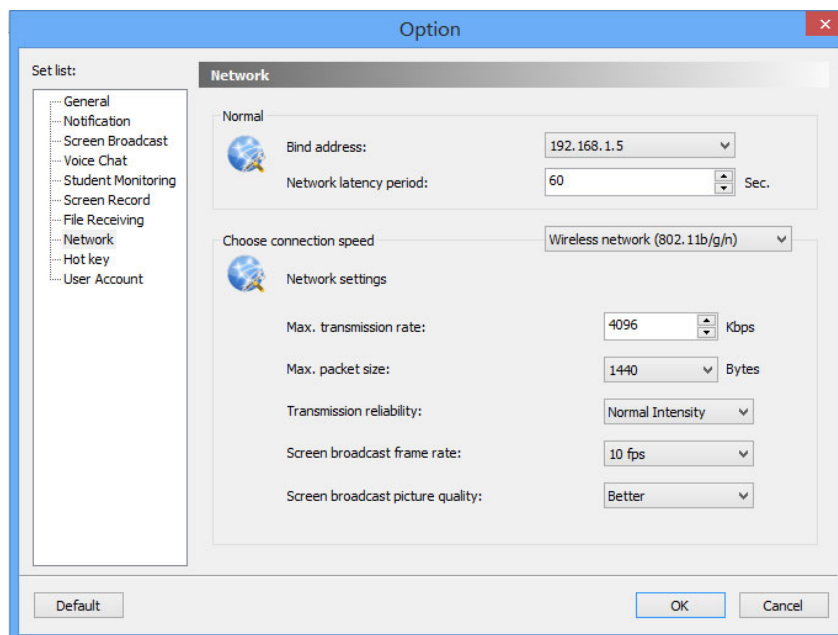 Option
Set list:
General
Notification
Screen Broadcast
Voice Chat
Student Monitoring
Screen Record
File Receiving
Network
Hot key
User Account
Network
Normal
Bind address: 192.168.1.5
Network latency period: 60 Sec.
Choose connection speed Wireless network (802.11b/g/n)
Network settings
Max. transmission rate: 4096 Kbps
Max. packet size: 1440 Bytes
Transmission reliability: Normal Intensity
Screen broadcast frame rate: 10 fps
Screen broadcast picture quality: Better
Default OK Cancel